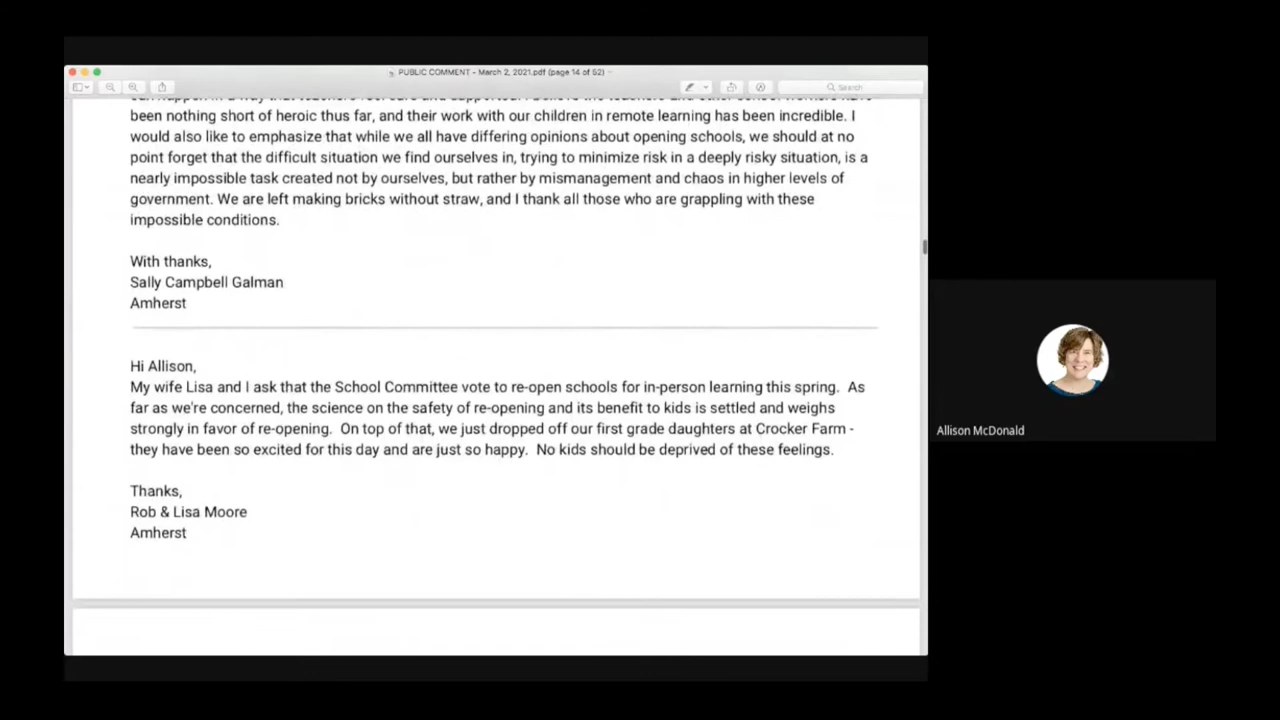 PUBLIC COMMENT - March 2, 2021.pdf (page 14 of 52)
Search
been nothing short of heroic thus far, and their work with our children in remote learning has been incredible. I
would also like to emphasize that while we all have differing opinions about opening schools, we should at no
point forget that the difficult situation we find ourselves in, trying to minimize risk in a deeply risky situation, is a
nearly impossible task created not by ourselves, but rather by mismanagement and chaos in higher levels of
government. We are left making bricks without straw, and I thank all those who are grappling with these
impossible conditions.
With thanks,
Sally Campbell Galman
Amherst
Hi Allison,
My wife Lisa and I ask that the School Committee vote to re-open schools for in-person learning this spring.  As
far as we're concerned, the science on the safety of re-opening and its benefit to kids is settled and weighs
strongly in favor of re-opening.  On top of that, we just dropped off our first grade daughters at Crocker Farm -
they have been so excited for this day and are just so happy.  No kids should be deprived of these feelings.
Thanks,
Rob & Lisa Moore
Amherst
Allison McDonald